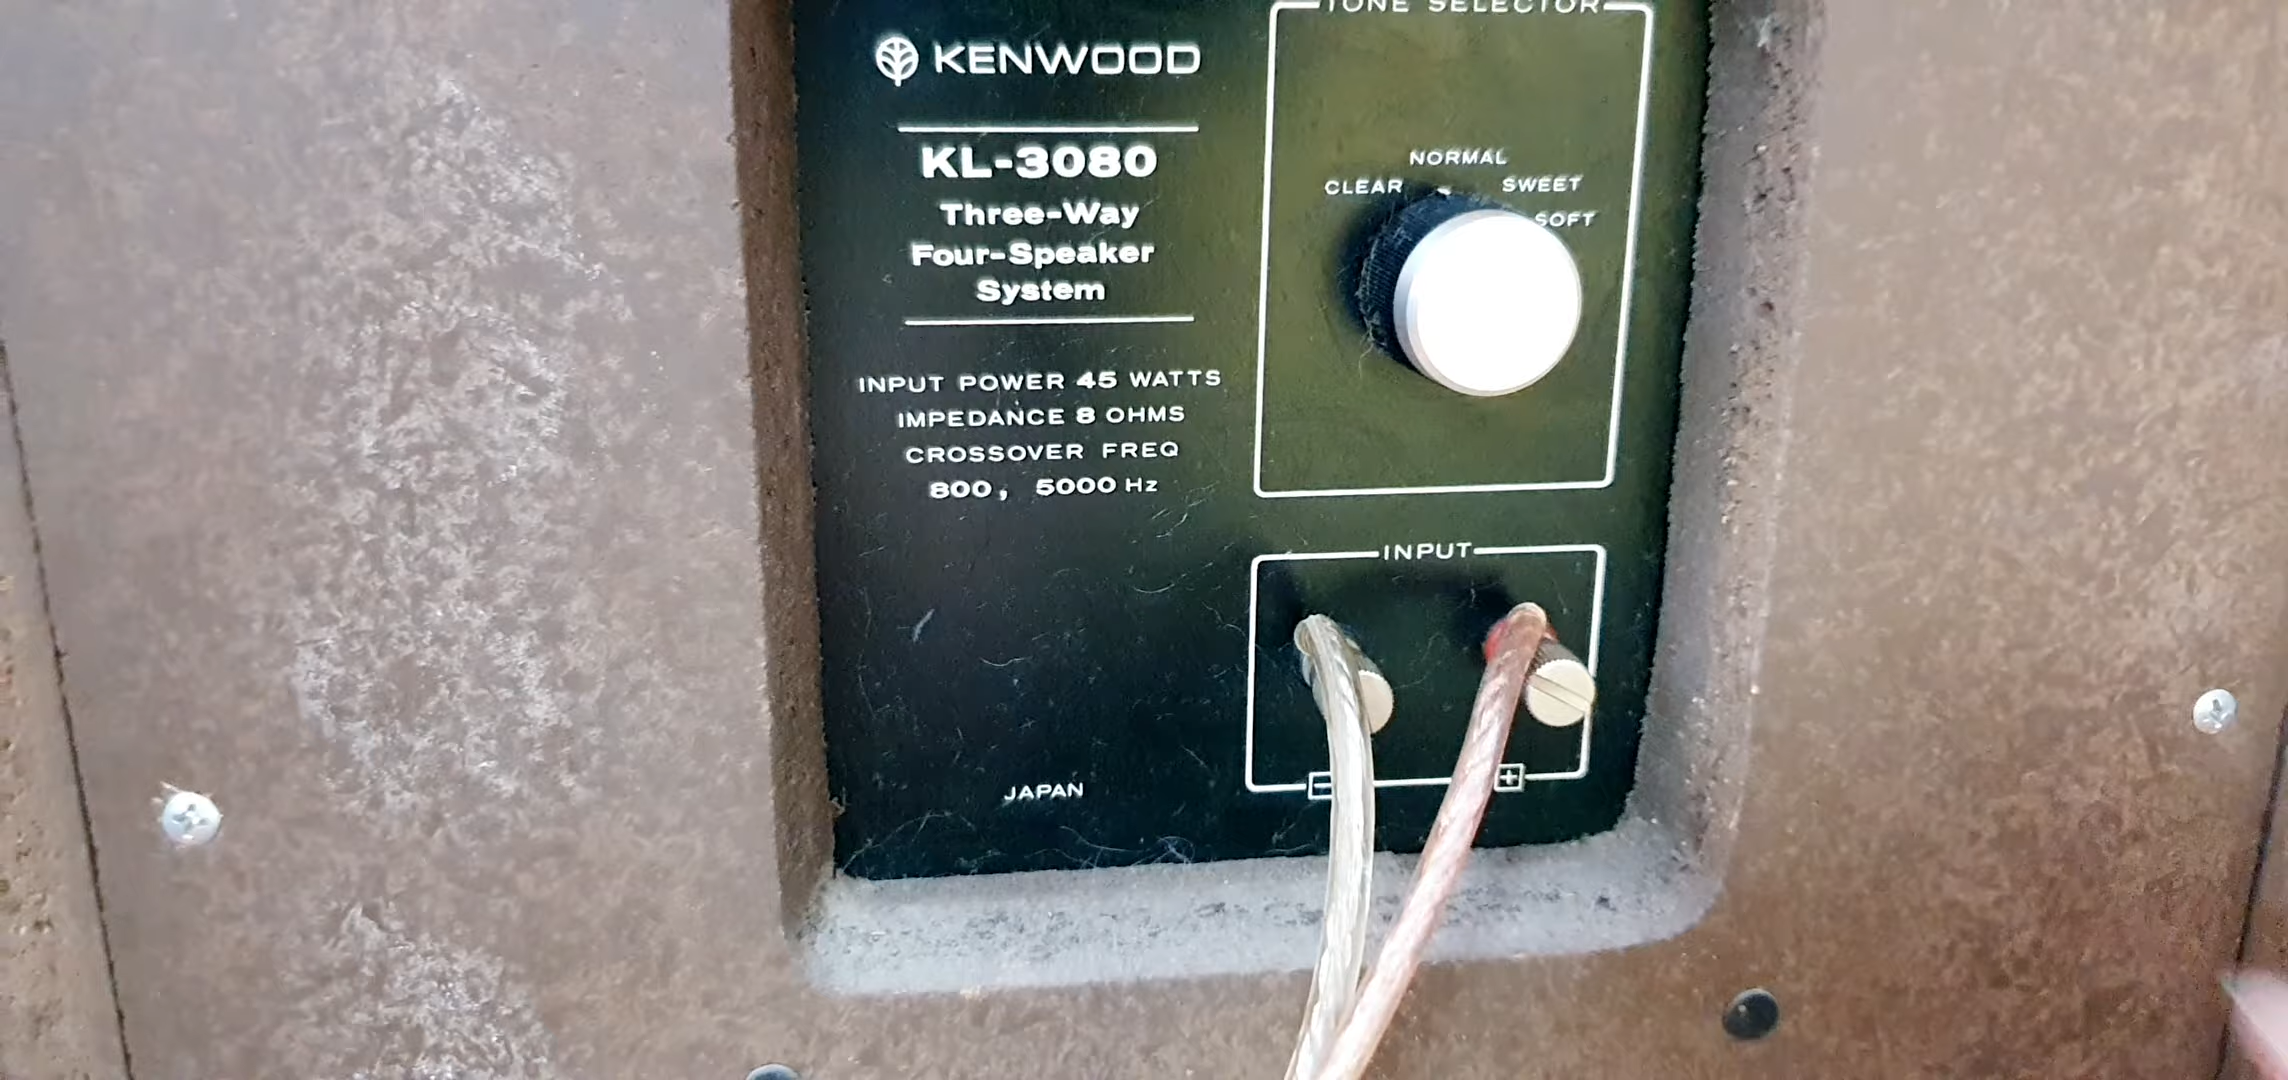 KENWOOD
KL-3080
Three-Way
Four-Speaker
System
INPUT POWER 45 WATTS
IMPEDANCE 8 OHMS
CROSSOVER FREQ
800, 5000 Hz
JAPAN
TONE SELECTOR
NORMAL
CLEAR SWEET
SOFT
INPUT
- +